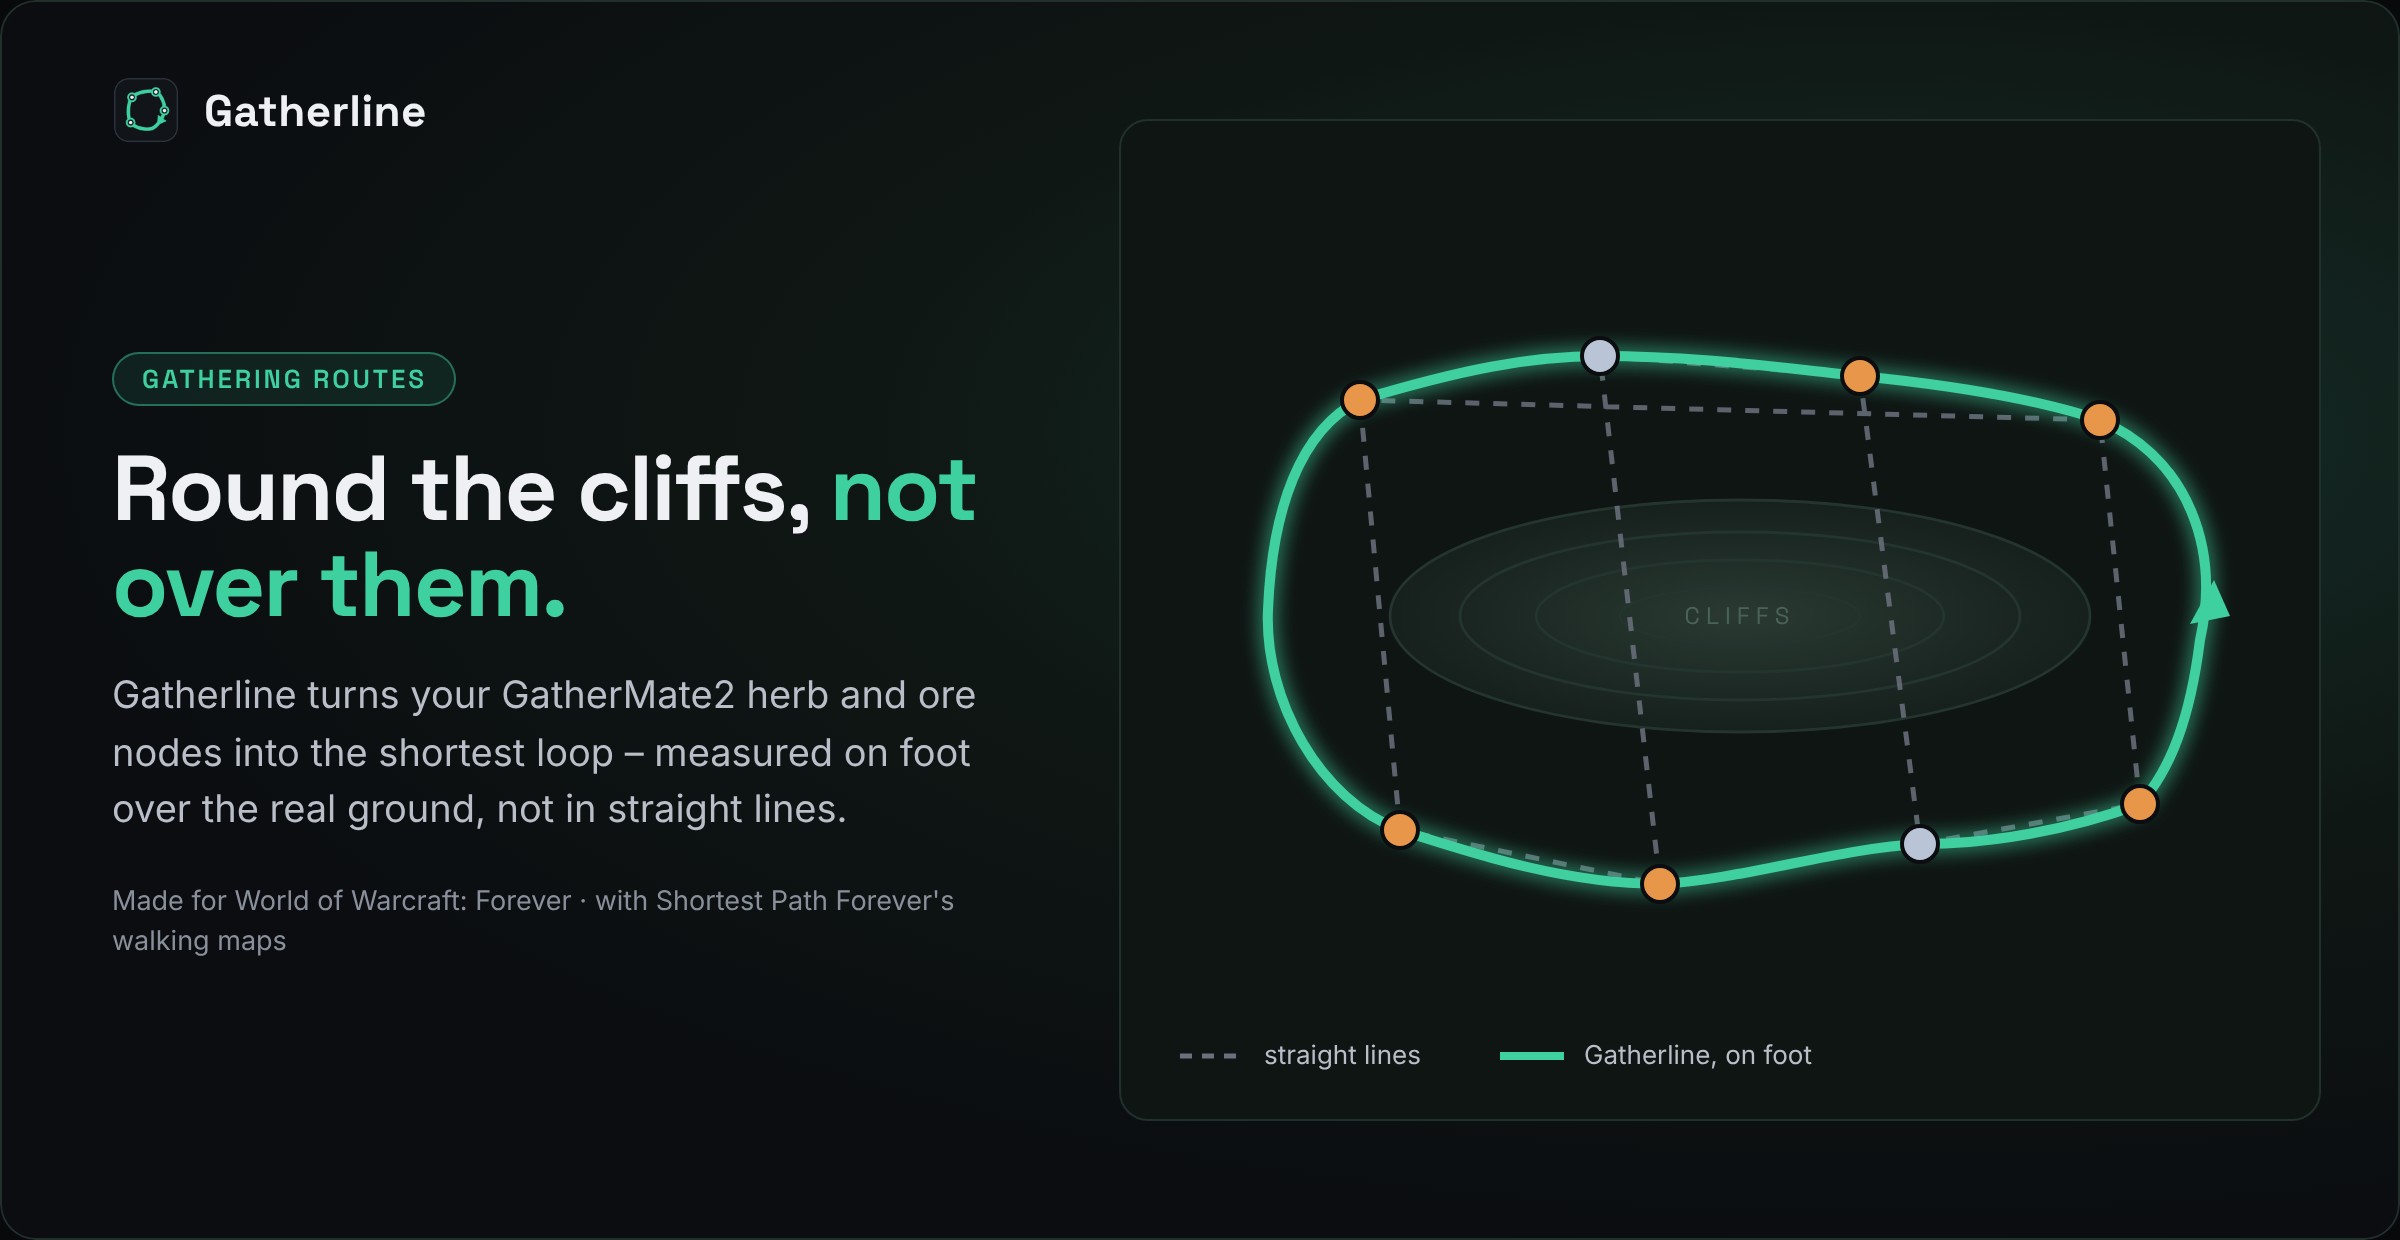 Gatherline
GATHERING ROUTES
Round the cliffs, not
over them.
Gatherline turns your GatherMate2 herb and ore
nodes into the shortest loop – measured on foot
over the real ground, not in straight lines.
Made for World of Warcraft: Forever · with Shortest Path Forever's
walking maps
CLIFFS
straight lines
Gatherline, on foot